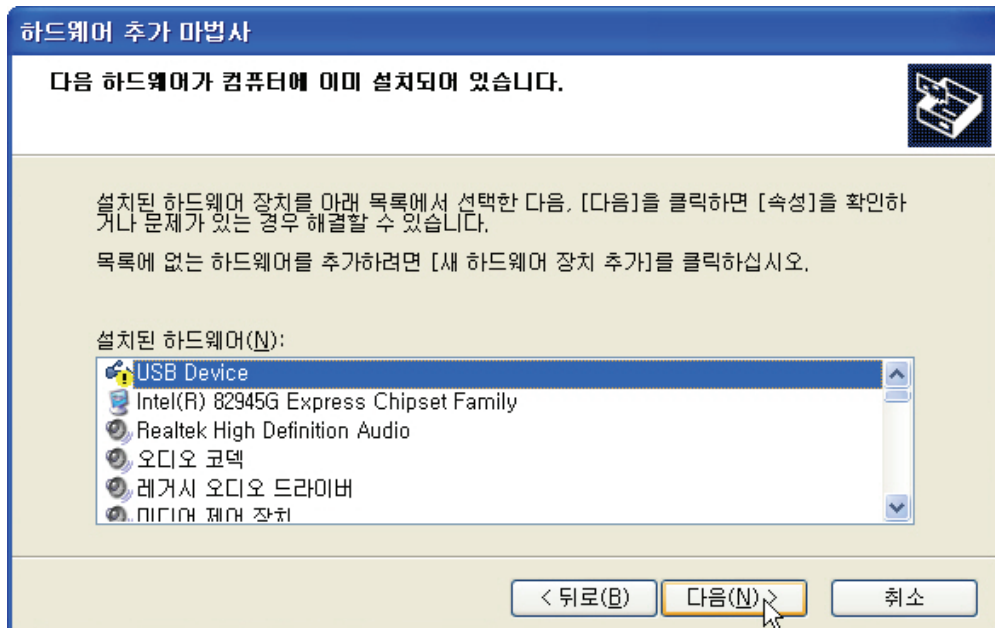 하드웨어 추가 마법사
다음 하드웨어가 컴퓨터에 이미 설치되어 있습니다.
설치된 하드웨어 장치를 아래 목록에서 선택한 다음, [다음]을 클릭하면 [속성]을 확인하
거나 문제가 있는 경우 해결할 수 있습니다.
목록에 없는 하드웨어를 추가하려면 [새 하드웨어 장치 추가]를 클릭하십시오.
설치된 하드웨어(N):
USB Device
Intel(R) 82945G Express Chipset Family
Realtek High Definition Audio
오디오 코덱
레거시 오디오 드라이버
미디어 제어 장치
< 뒤로(B) 다음(N) > 취소